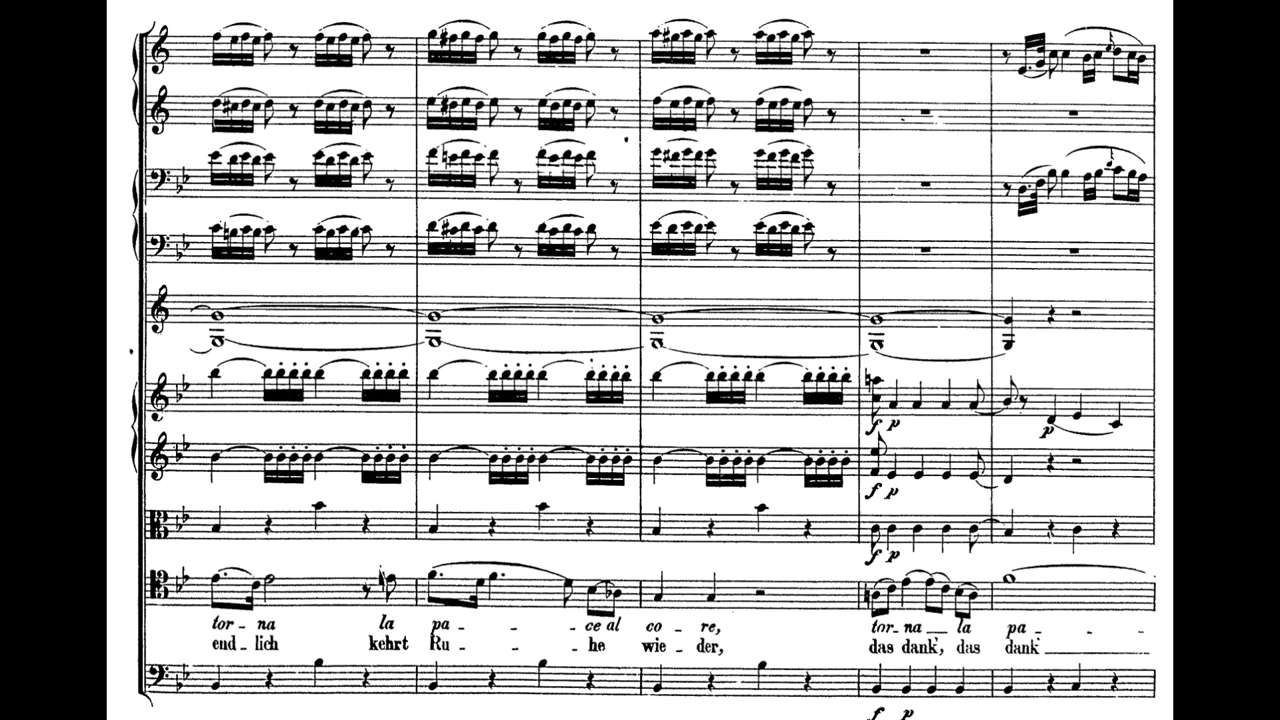 f p
p
f p
f p
tor - na la pa - - - ce al co - re, tor - na la pa - - -
end - lich kehrt Ru - - - he wie - der, das dank', das dank'
f p